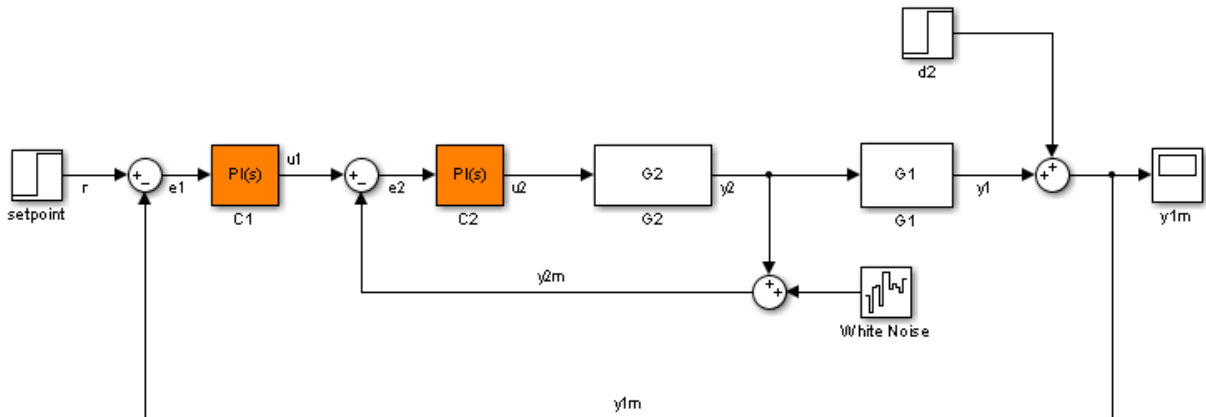 d2
u1
PI(s)
PI(s)
G2
G1
r
e1
e2
u2
y2
y1
setpoint
C1
C2
G2
G1
y1m
y2m
White Noise
y1m